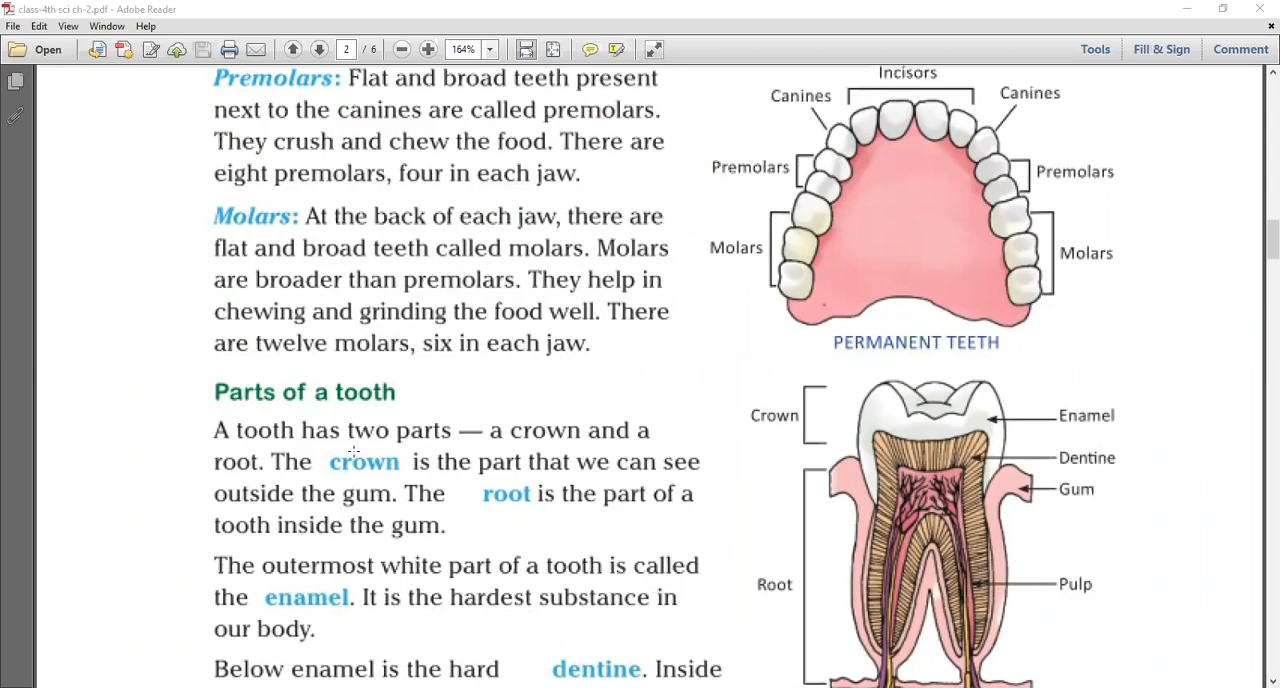 class-4th sci ch-2.pdf - Adobe Reader
File Edit View Window Help
Open 2 / 6 164% Tools Fill & Sign Comment
Premolars: Flat and broad teeth present
next to the canines are called premolars.
They crush and chew the food. There are
eight premolars, four in each jaw.
Molars: At the back of each jaw, there are
flat and broad teeth called molars. Molars
are broader than premolars. They help in
chewing and grinding the food well. There
are twelve molars, six in each jaw.
Parts of a tooth
A tooth has two parts — a crown and a
root. The crown is the part that we can see
outside the gum. The root is the part of a
tooth inside the gum.
The outermost white part of a tooth is called
the enamel. It is the hardest substance in
our body.
Below enamel is the hard dentine. Inside
Incisors
Canines
Canines
Premolars
Premolars
Molars
Molars
PERMANENT TEETH
Crown
Enamel
Dentine
Gum
Root
Pulp